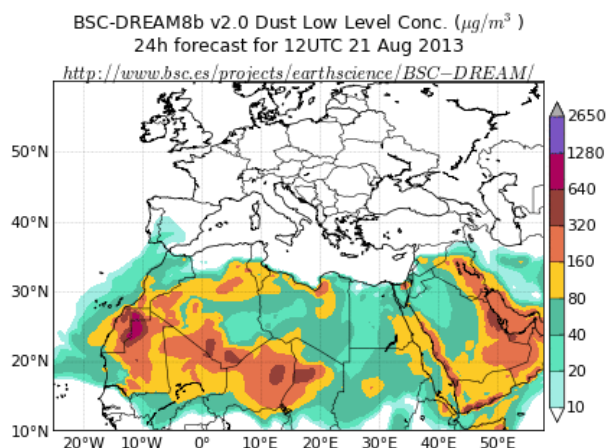 BSC-DREAM8b v2.0 Dust Low Level Conc. (μg/m³ )
24h forecast for 12UTC 21 Aug 2013
http://www.bsc.es/projects/earthscience/BSC−DREAM/
2650
1280
640
320
160
80
40
20
10
50°N
40°N
30°N
20°N
10°N
20°W
10°W
0°
10°E
20°E
30°E
40°E
50°E